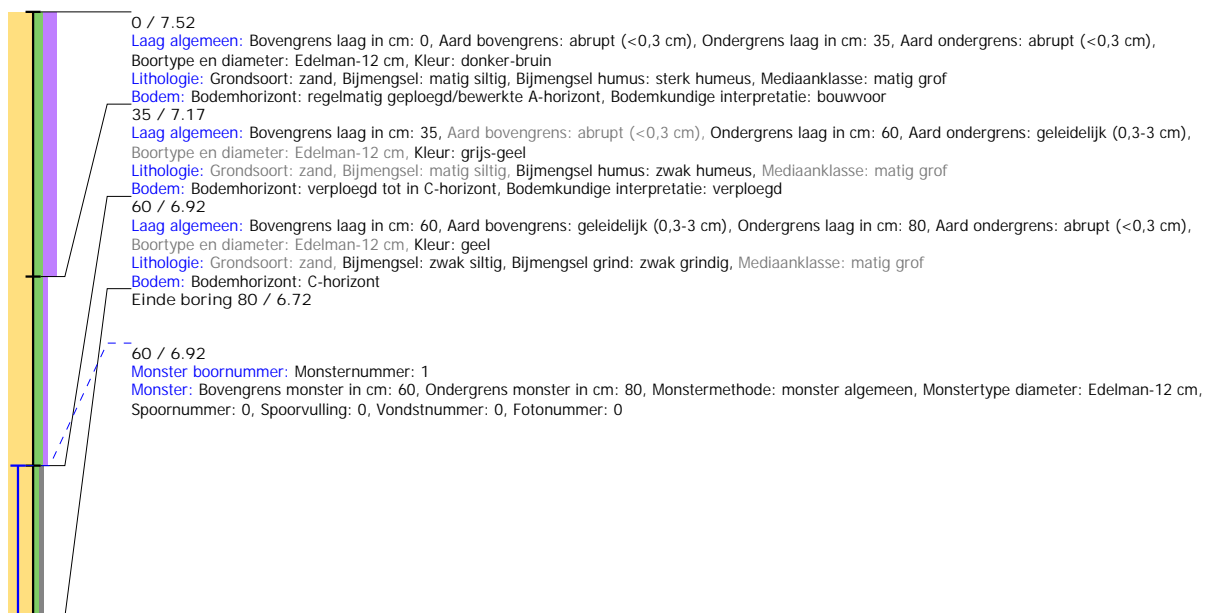 0 / 7.52
Laag algemeen: Bovengrens laag in cm: 0, Aard bovengrens: abrupt (<0,3 cm), Ondergrens laag in cm: 35, Aard ondergrens: abrupt (<0,3 cm),
Boortype en diameter: Edelman-12 cm, Kleur: donker-bruin
Lithologie: Grondsoort: zand, Bijmengsel: matig siltig, Bijmengsel humus: sterk humeus, Mediaanklasse: matig grof
Bodem: Bodemhorizont: regelmatig geploegd/bewerkte A-horizont, Bodemkundige interpretatie: bouwvoor
35 / 7.17
Laag algemeen: Bovengrens laag in cm: 35, Aard bovengrens: abrupt (<0,3 cm), Ondergrens laag in cm: 60, Aard ondergrens: geleidelijk (0,3-3 cm),
Boortype en diameter: Edelman-12 cm, Kleur: grijs-geel
Lithologie: Grondsoort: zand, Bijmengsel: matig siltig, Bijmengsel humus: zwak humeus, Mediaanklasse: matig grof
Bodem: Bodemhorizont: verploegd tot in C-horizont, Bodemkundige interpretatie: verploegd
60 / 6.92
Laag algemeen: Bovengrens laag in cm: 60, Aard bovengrens: geleidelijk (0,3-3 cm), Ondergrens laag in cm: 80, Aard ondergrens: abrupt (<0,3 cm),
Boortype en diameter: Edelman-12 cm, Kleur: geel
Lithologie: Grondsoort: zand, Bijmengsel: zwak siltig, Bijmengsel grind: zwak grindig, Mediaanklasse: matig grof
Bodem: Bodemhorizont: C-horizont
Einde boring 80 / 6.72
60 / 6.92
Monster boornummer: Monsternummer: 1
Monster: Bovengrens monster in cm: 60, Ondergrens monster in cm: 80, Monstermethode: monster algemeen, Monstertype diameter: Edelman-12 cm,
Spoornummer: 0, Spoorvulling: 0, Vondstnummer: 0, Fotonummer: 0